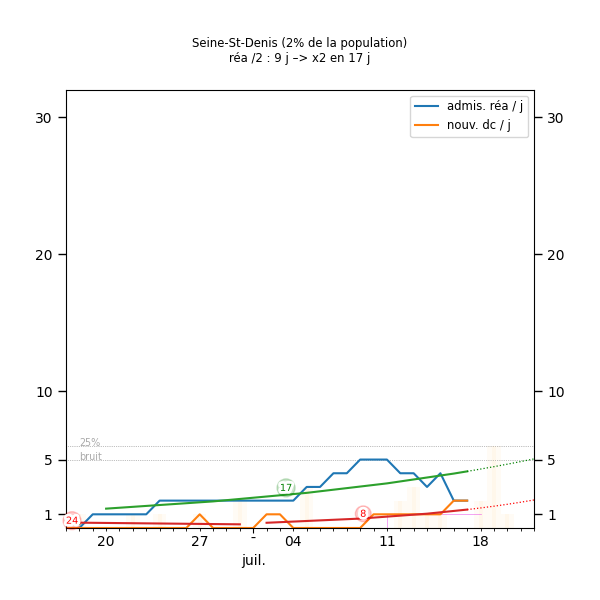 Seine-St-Denis (2% de la population)
réa /2 : 9 j –> x2 en 17 j
admis. réa / j
nouv. dc / j
30 30
20 20
10 10
25%
bruit
5 5
17
24 8
1 1
20 27 - 04 11 18
juil.